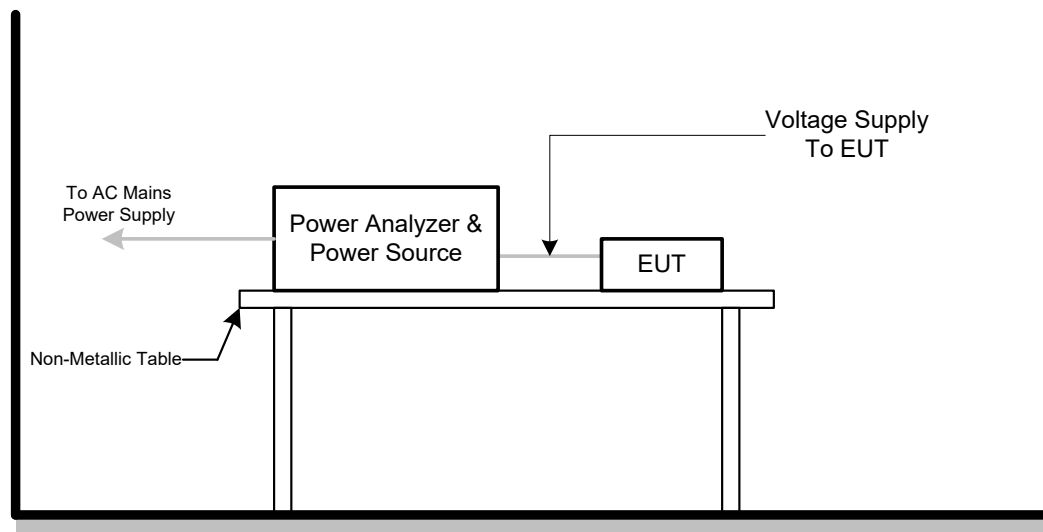 Voltage Supply
To EUT
To AC Mains
Power Supply
Power Analyzer &
Power Source
EUT
Non-Metallic Table